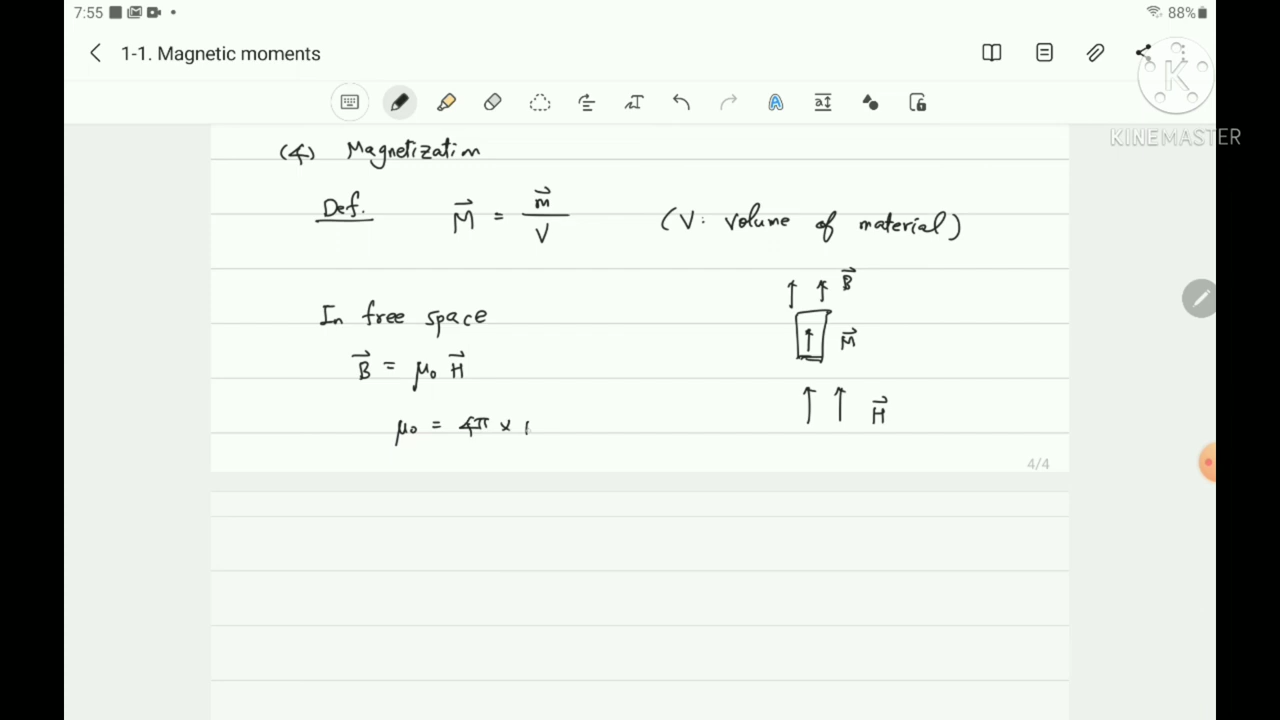 7:55
88%
1-1. Magnetic moments
KINEMASTER
(4) Magnetization
Def. M⃗ = m⃗ / V (V: volume of material)
B⃗
In free space
M⃗
B⃗ = μ₀ H⃗
H⃗
μ₀ = 4π × 1
4/4